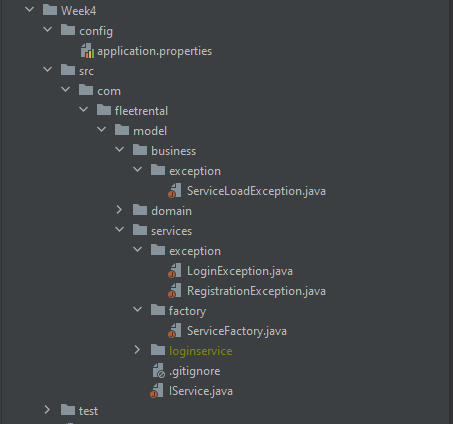 Week4
config
application.properties
src
com
fleetrental
model
business
exception
ServiceLoadException.java
domain
services
exception
LoginException.java
RegistrationException.java
factory
ServiceFactory.java
loginservice
.gitignore
IService.java
test